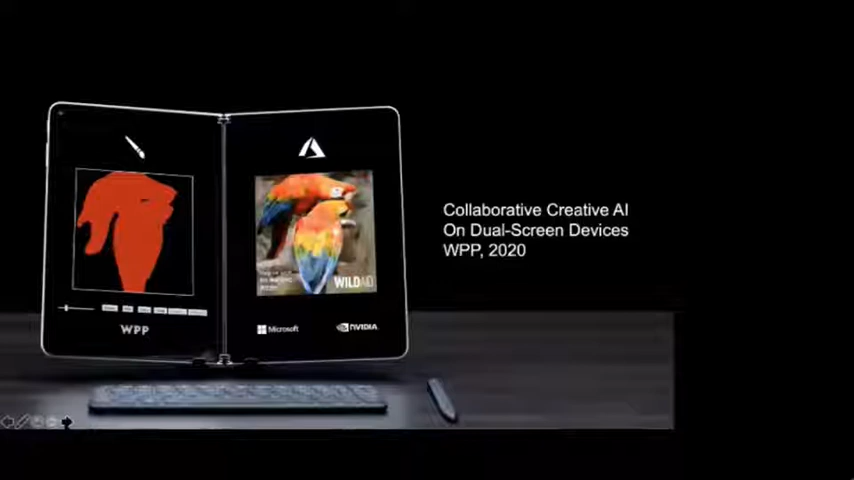 Collaborative Creative AI
On Dual-Screen Devices
WPP, 2020
WILDAID
WPP
Microsoft
NVIDIA